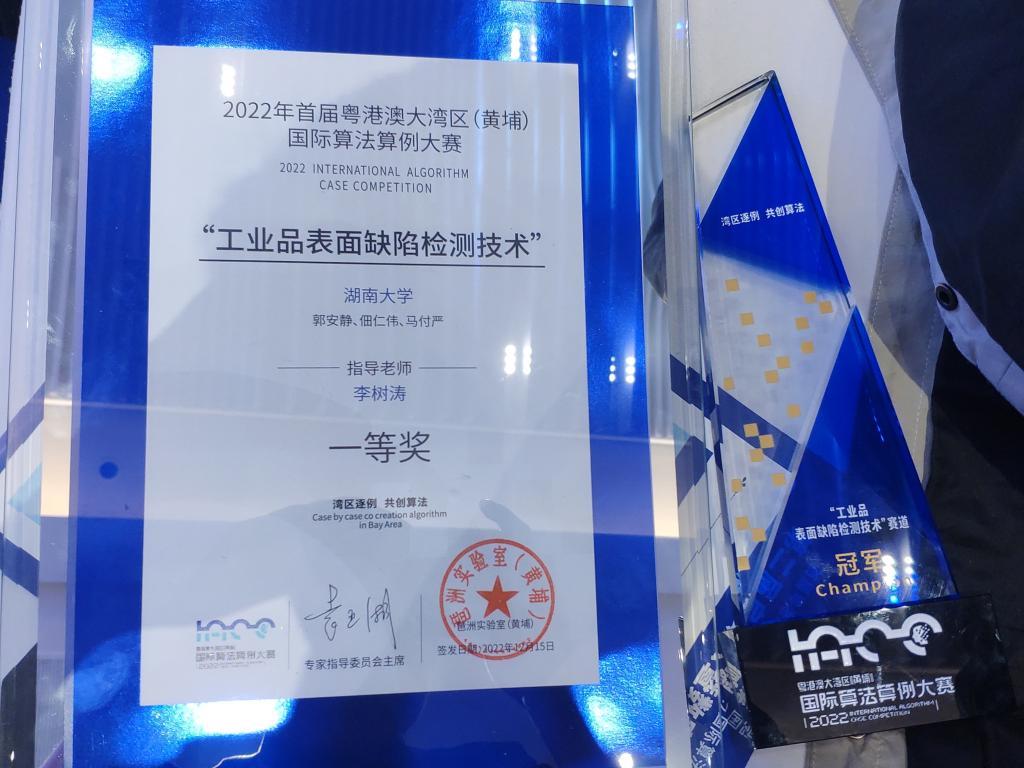 2022年首届粤港澳大湾区(黄埔)
国际算法算例大赛
2022 INTERNATIONAL ALGORITHM
CASE COMPETITION
“工业品表面缺陷检测技术”
湖南大学
郭安静、佃仁伟、马付严
指导老师
李树涛
一等奖
湾区逐例 共创算法
Case by case co creation algorithm
in Bay Area
国际算法算例大赛
专家指导委员会主席
琶洲实验室(黄埔)
琶洲实验室(黄埔)
签发日期:2022年12月15日
湾区逐例 共创算法
“工业品
表面缺陷检测技术”赛道
冠军
Champion
粤港澳大湾区(黄埔)
国际算法算例大赛
2022 INTERNATIONAL ALGORITHM
CASE COMPETITION